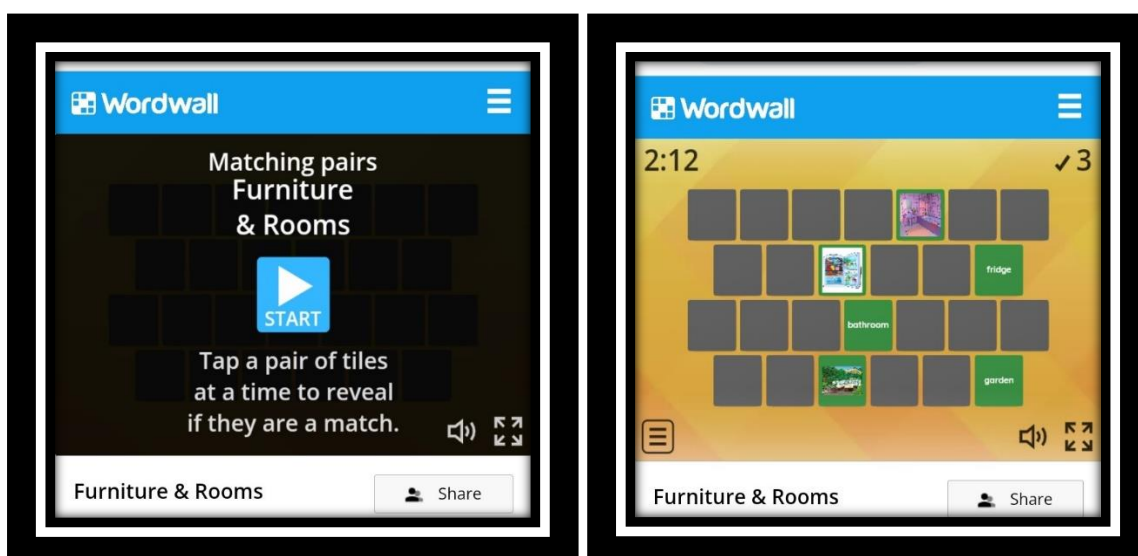 Wordwall
Matching pairs
Furniture
& Rooms
START
Tap a pair of tiles
at a time to reveal
if they are a match.
Furniture & Rooms
Share
Wordwall
2:12
✓ 3
fridge
bathroom
garden
Furniture & Rooms
Share